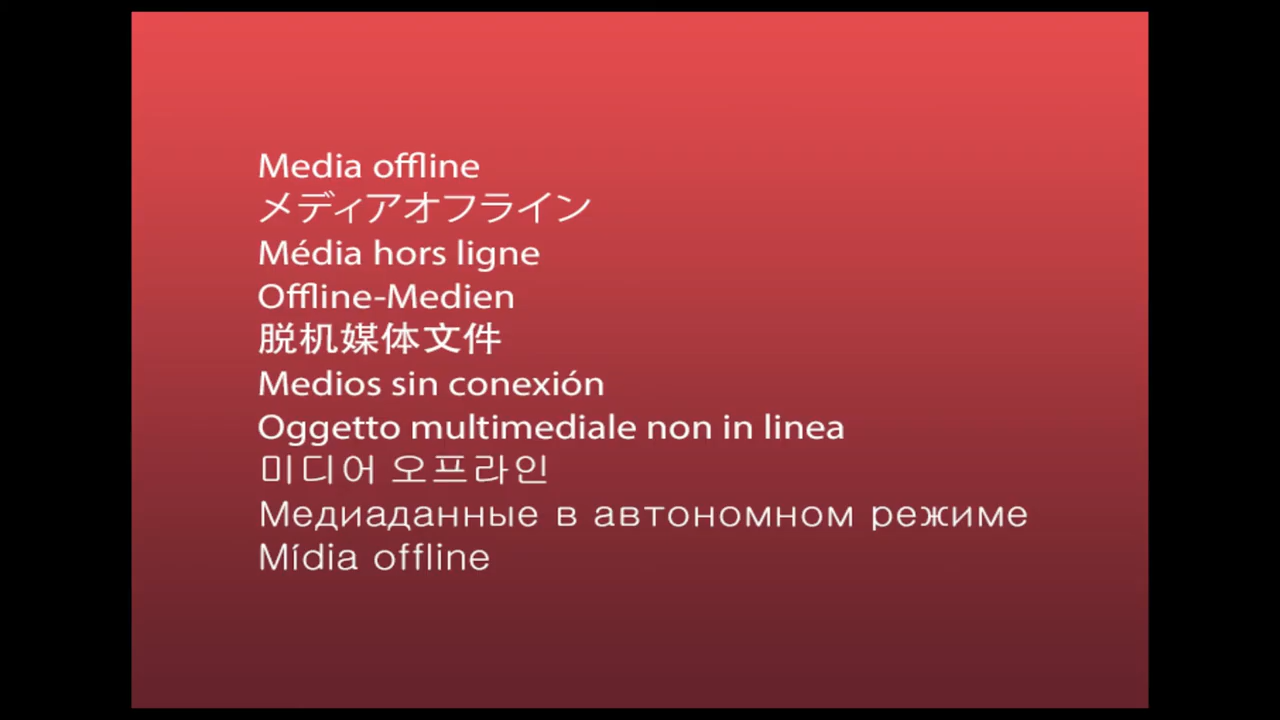 Media offline
メディアオフライン
Média hors ligne
Offline-Medien
脱机媒体文件
Medios sin conexión
Oggetto multimediale non in linea
미디어 오프라인
Медиаданные в автономном режиме
Mídia offline